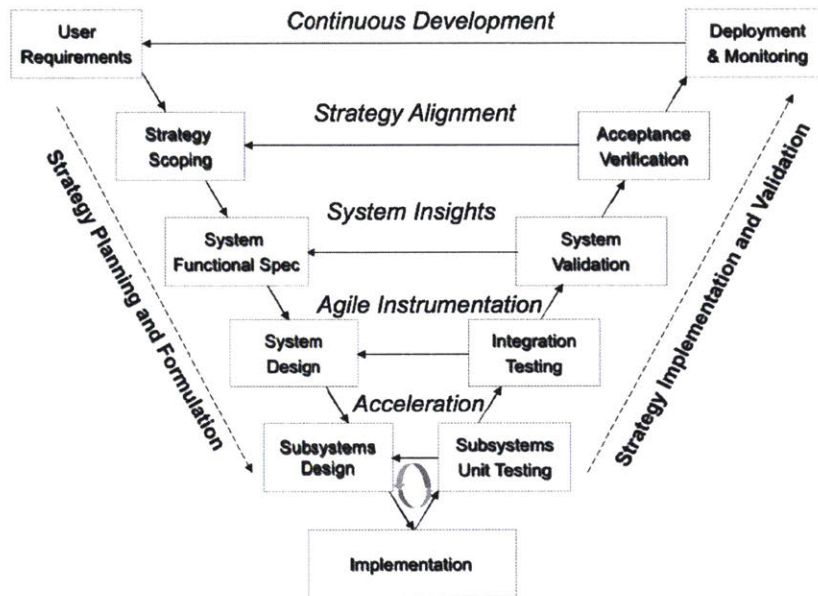 User
Requirements
Continuous Development
Deployment
& Monitoring
Strategy
Scoping
Strategy Alignment
Acceptance
Verification
System
Functional Spec
System Insights
System
Validation
System
Design
Agile Instrumentation
Integration
Testing
Acceleration
Subsystems
Design
Subsystems
Unit Testing
Implementation
Strategy Planning and Formulation
Strategy Implementation and Validation